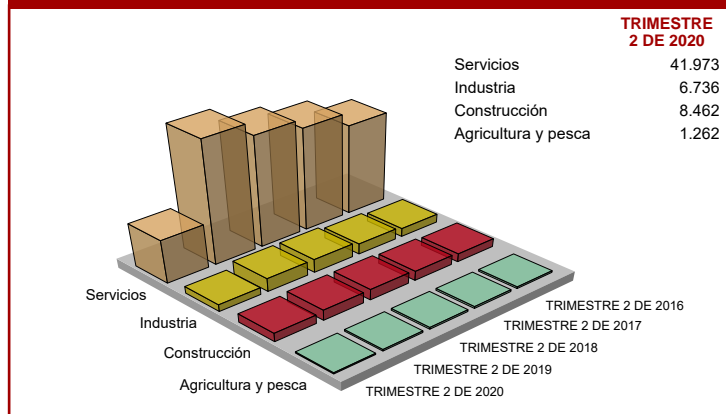 TRIMESTRE
2 DE 2020
Servicios 41.973
Industria 6.736
Construcción 8.462
Agricultura y pesca 1.262
Servicios
Industria
Construcción
Agricultura y pesca
TRIMESTRE 2 DE 2016
TRIMESTRE 2 DE 2017
TRIMESTRE 2 DE 2018
TRIMESTRE 2 DE 2019
TRIMESTRE 2 DE 2020